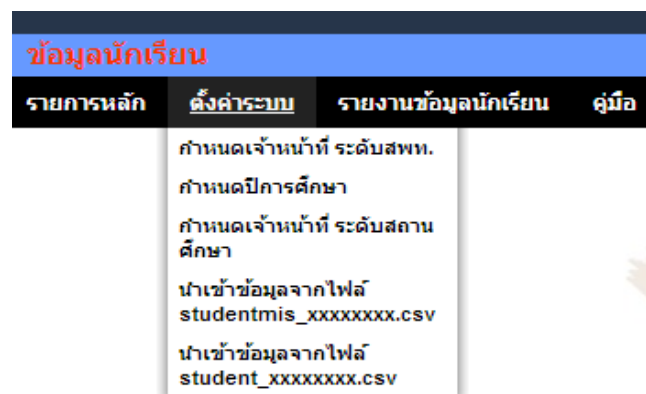 ข้อมูลนักเรียน
รายการหลัก ตั้งค่าระบบ รายงานข้อมูลนักเรียน คู่มือ
กำหนดเจ้าหน้าที่ ระดับสพท.
กำหนดปีการศึกษา
กำหนดเจ้าหน้าที่ ระดับสถาน
ศึกษา
นำเข้าข้อมูลจากไฟล์
studentmis_xxxxxxxx.csv
นำเข้าข้อมูลจากไฟล์
student_xxxxxxxx.csv